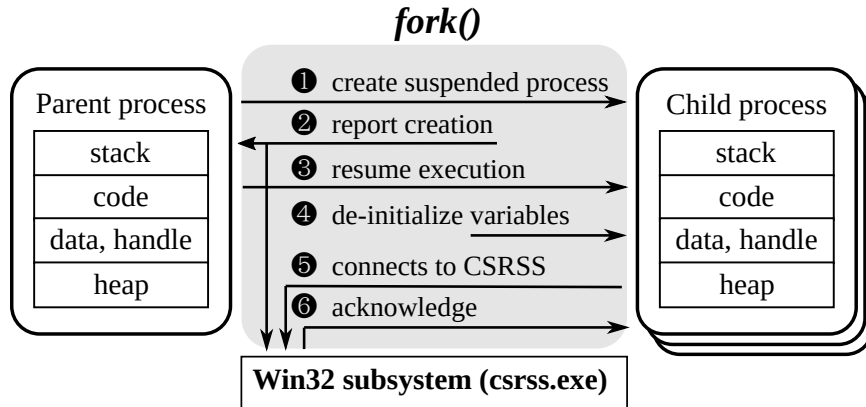 fork()
Parent process
stack
code
data, handle
heap
❶ create suspended process
❷ report creation
❸ resume execution
❹ de-initialize variables
❺ connects to CSRSS
❻ acknowledge
Child process
stack
code
data, handle
heap
Win32 subsystem (csrss.exe)